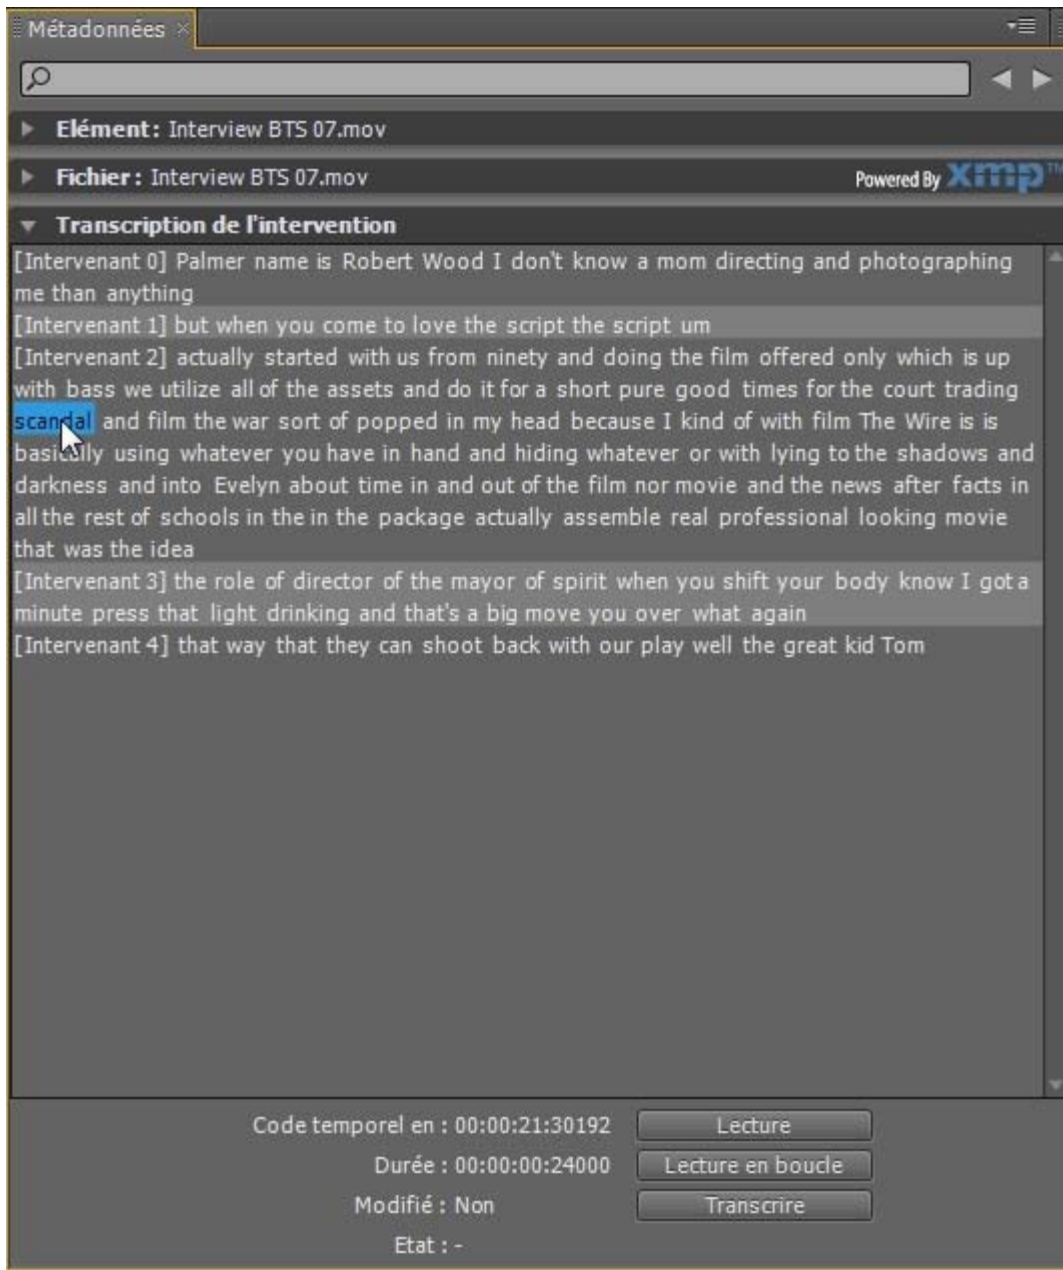 Métadonnées
Elément : Interview BTS 07.mov
Fichier : Interview BTS 07.mov Powered By xmp™
Transcription de l'intervention
[Intervenant 0] Palmer name is Robert Wood I don't know a mom directing and photographing
me than anything
[Intervenant 1] but when you come to love the script the script um
[Intervenant 2] actually started with us from ninety and doing the film offered only which is up
with bass we utilize all of the assets and do it for a short pure good times for the court trading
scandal and film the war sort of popped in my head because I kind of with film The Wire is is
basically using whatever you have in hand and hiding whatever or with lying to the shadows and
darkness and into Evelyn about time in and out of the film nor movie and the news after facts in
all the rest of schools in the in the package actually assemble real professional looking movie
that was the idea
[Intervenant 3] the role of director of the mayor of spirit when you shift your body know I got a
minute press that light drinking and that's a big move you over what again
[Intervenant 4] that way that they can shoot back with our play well the great kid Tom
Code temporel en : 00:00:21:30192 Lecture
Durée : 00:00:00:24000 Lecture en boucle
Modifié : Non Transcrire
Etat : -